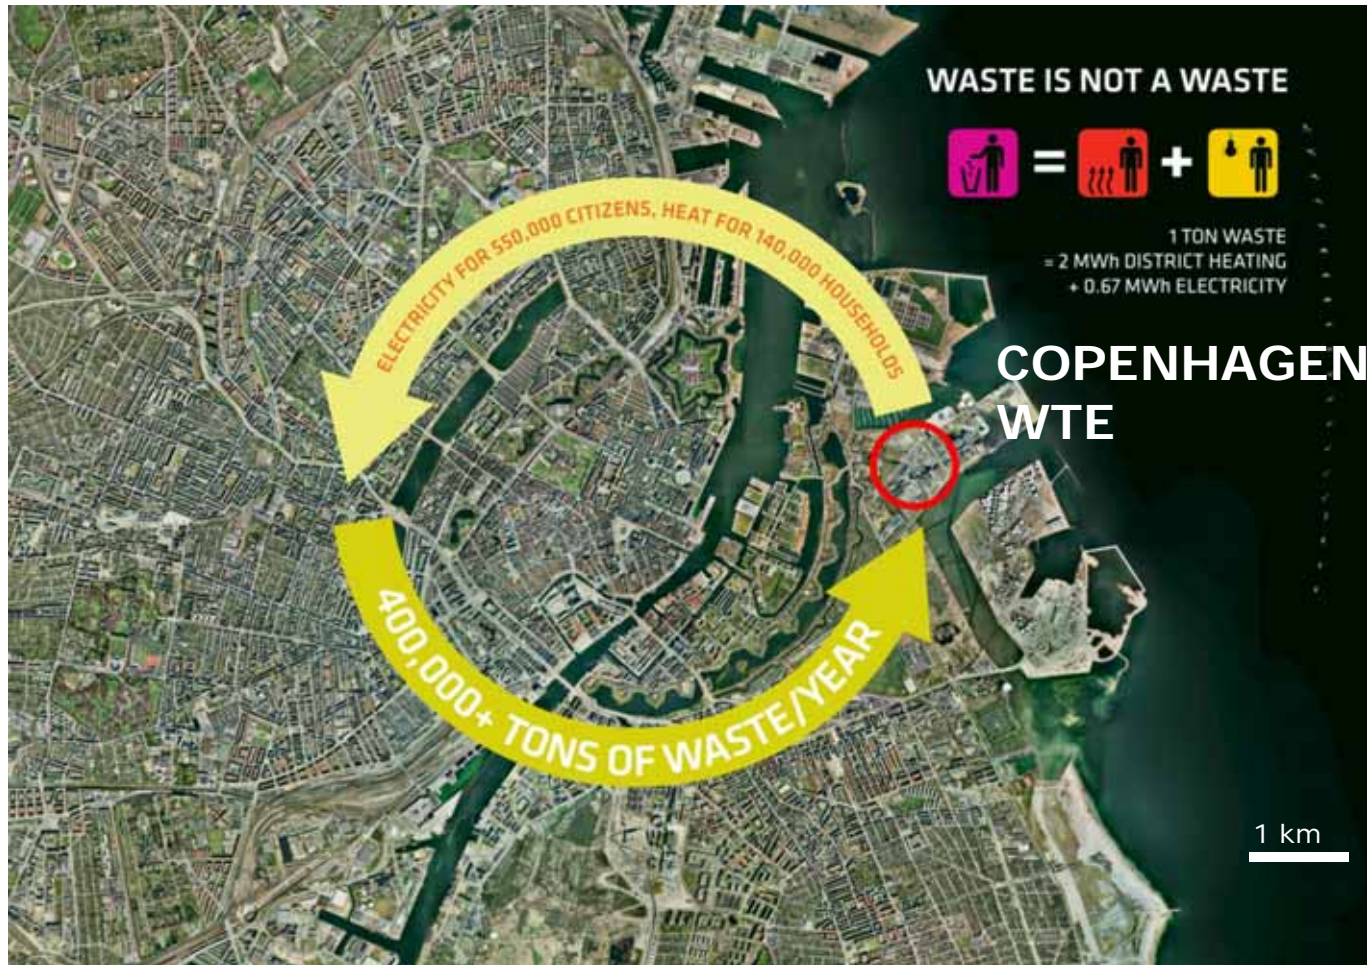 WASTE IS NOT A WASTE
=
+
1 TON WASTE
= 2 MWh DISTRICT HEATING
+ 0.67 MWh ELECTRICITY
ELECTRICITY FOR 550,000 CITIZENS, HEAT FOR 140,000 HOUSEHOLDS
COPENHAGEN
WTE
400,000+ TONS OF WASTE/YEAR
1 km